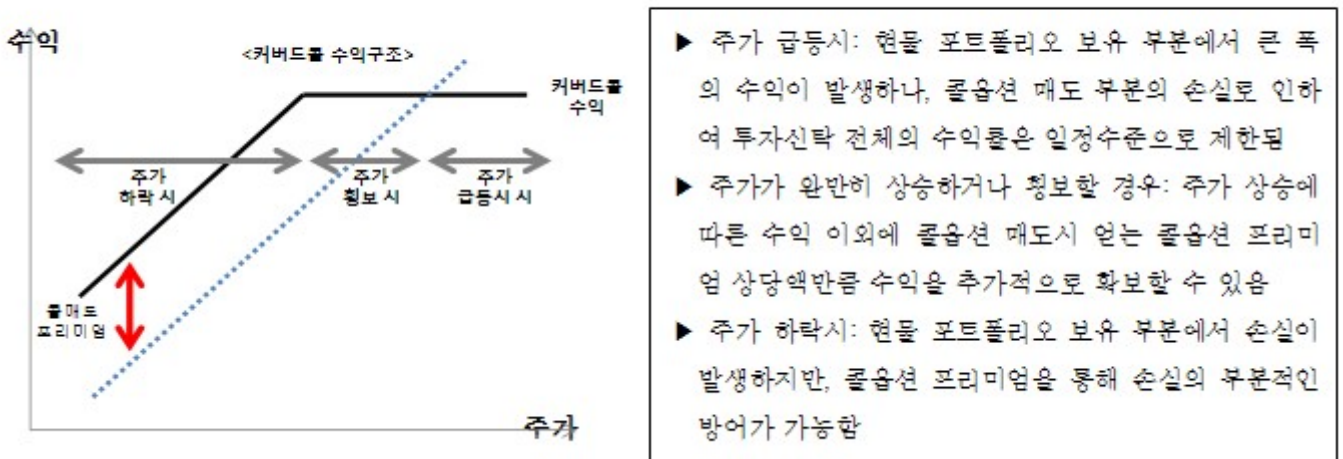 수익
<커버드콜 수익구조>
커버드콜
수익
주가
하락 시
주가
횡보 시
주가
급등시 시
콜매도
프리미엄
주가
▶ 주가 급등시: 현물 포트폴리오 보유 부분에서 큰 폭
의 수익이 발생하나, 콜옵션 매도 부분의 손실로 인하
여 투자신탁 전체의 수익률은 일정수준으로 제한됨
▶ 주가가 완만히 상승하거나 횡보할 경우: 주가 상승에
따른 수익 이외에 콜옵션 매도시 얻는 콜옵션 프리미
엄 상당액만큼 수익을 추가적으로 확보할 수 있음
▶ 주가 하락시: 현물 포트폴리오 보유 부분에서 손실이
발생하지만, 콜옵션 프리미엄을 통해 손실의 부분적인
방어가 가능함